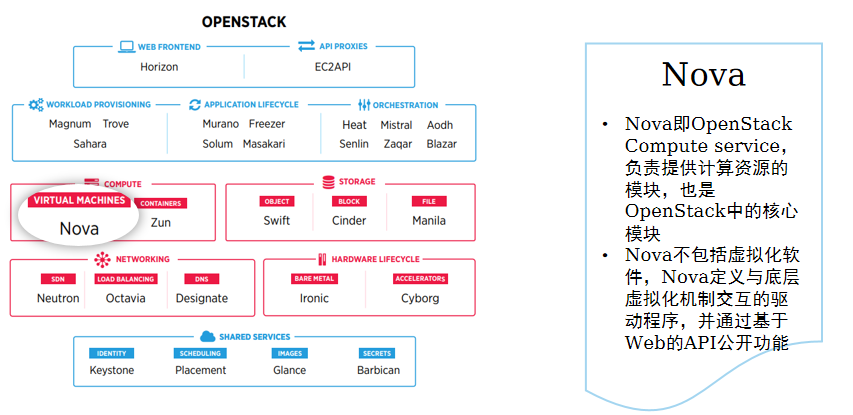 OPENSTACK
WEB FRONTEND
API PROXIES
Horizon
EC2API
WORKLOAD PROVISIONING
APPLICATION LIFECYCLE
ORCHESTRATION
Magnum Trove
Murano Freezer
Heat Mistral Aodh
Sahara
Solum Masakari
Senlin Zaqar Blazar
COMPUTE
VIRTUAL MACHINES
CONTAINERS
Nova
Zun
STORAGE
OBJECT
BLOCK
FILE
Swift
Cinder
Manila
NETWORKING
SDN
LOAD BALANCING
DNS
Neutron
Octavia
Designate
HARDWARE LIFECYCLE
BARE METAL
ACCELERATORS
Ironic
Cyborg
SHARED SERVICES
IDENTITY
SCHEDULING
IMAGES
SECRETS
Keystone
Placement
Glance
Barbican
Nova
• Nova即OpenStack
Compute service，
负责提供计算资源的
模块，也是
OpenStack中的核心
模块
• Nova不包括虚拟化软
件，Nova定义与底层
虚拟化机制交互的驱
动程序，并通过基于
Web的API公开功能